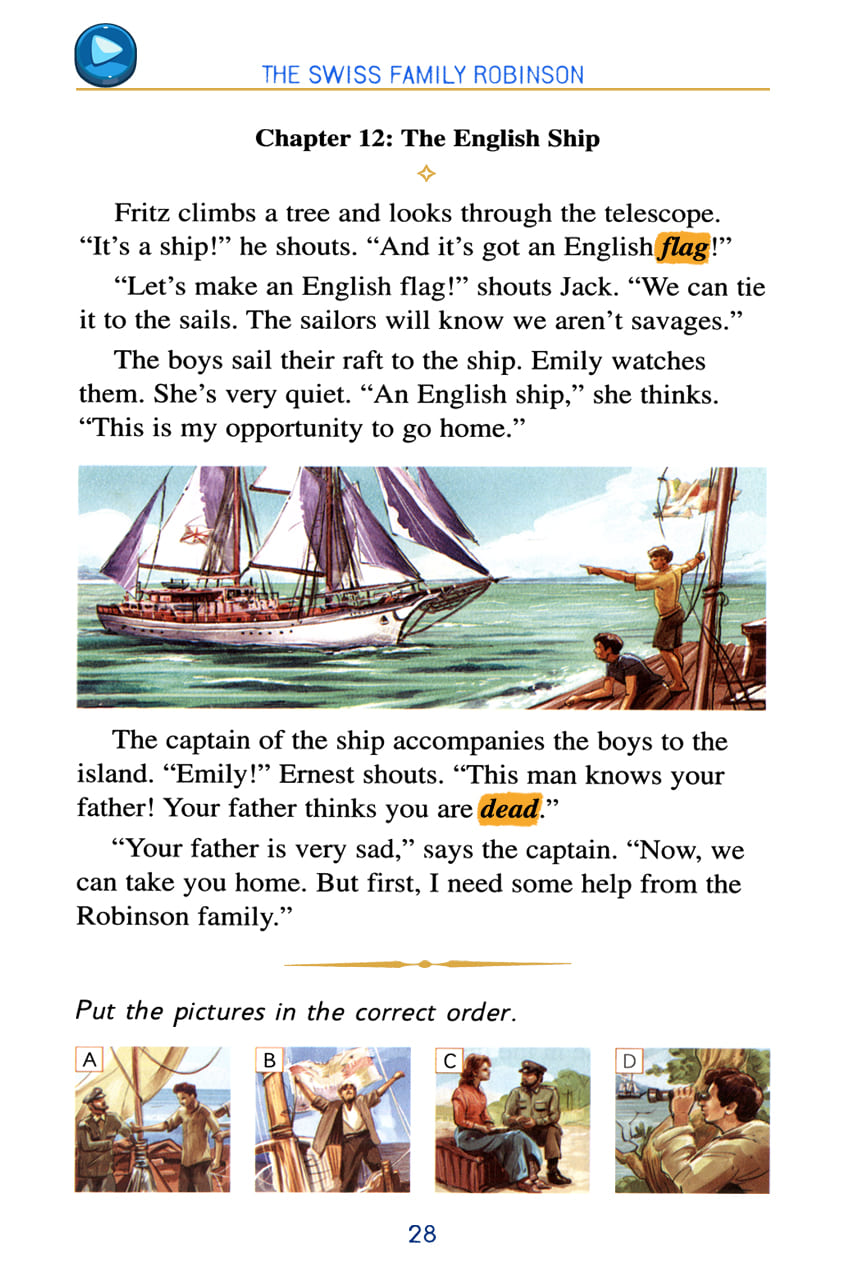 THE SWISS FAMILY ROBINSON
Chapter 12: The English Ship
Fritz climbs a tree and looks through the telescope.
“It’s a ship!” he shouts. “And it’s got an English flag!”
“Let’s make an English flag!” shouts Jack. “We can tie
it to the sails. The sailors will know we aren’t savages.”
The boys sail their raft to the ship. Emily watches
them. She’s very quiet. “An English ship,” she thinks.
“This is my opportunity to go home.”
The captain of the ship accompanies the boys to the
island. “Emily!” Ernest shouts. “This man knows your
father! Your father thinks you are dead.”
“Your father is very sad,” says the captain. “Now, we
can take you home. But first, I need some help from the
Robinson family.”
Put the pictures in the correct order.
A B C D
28